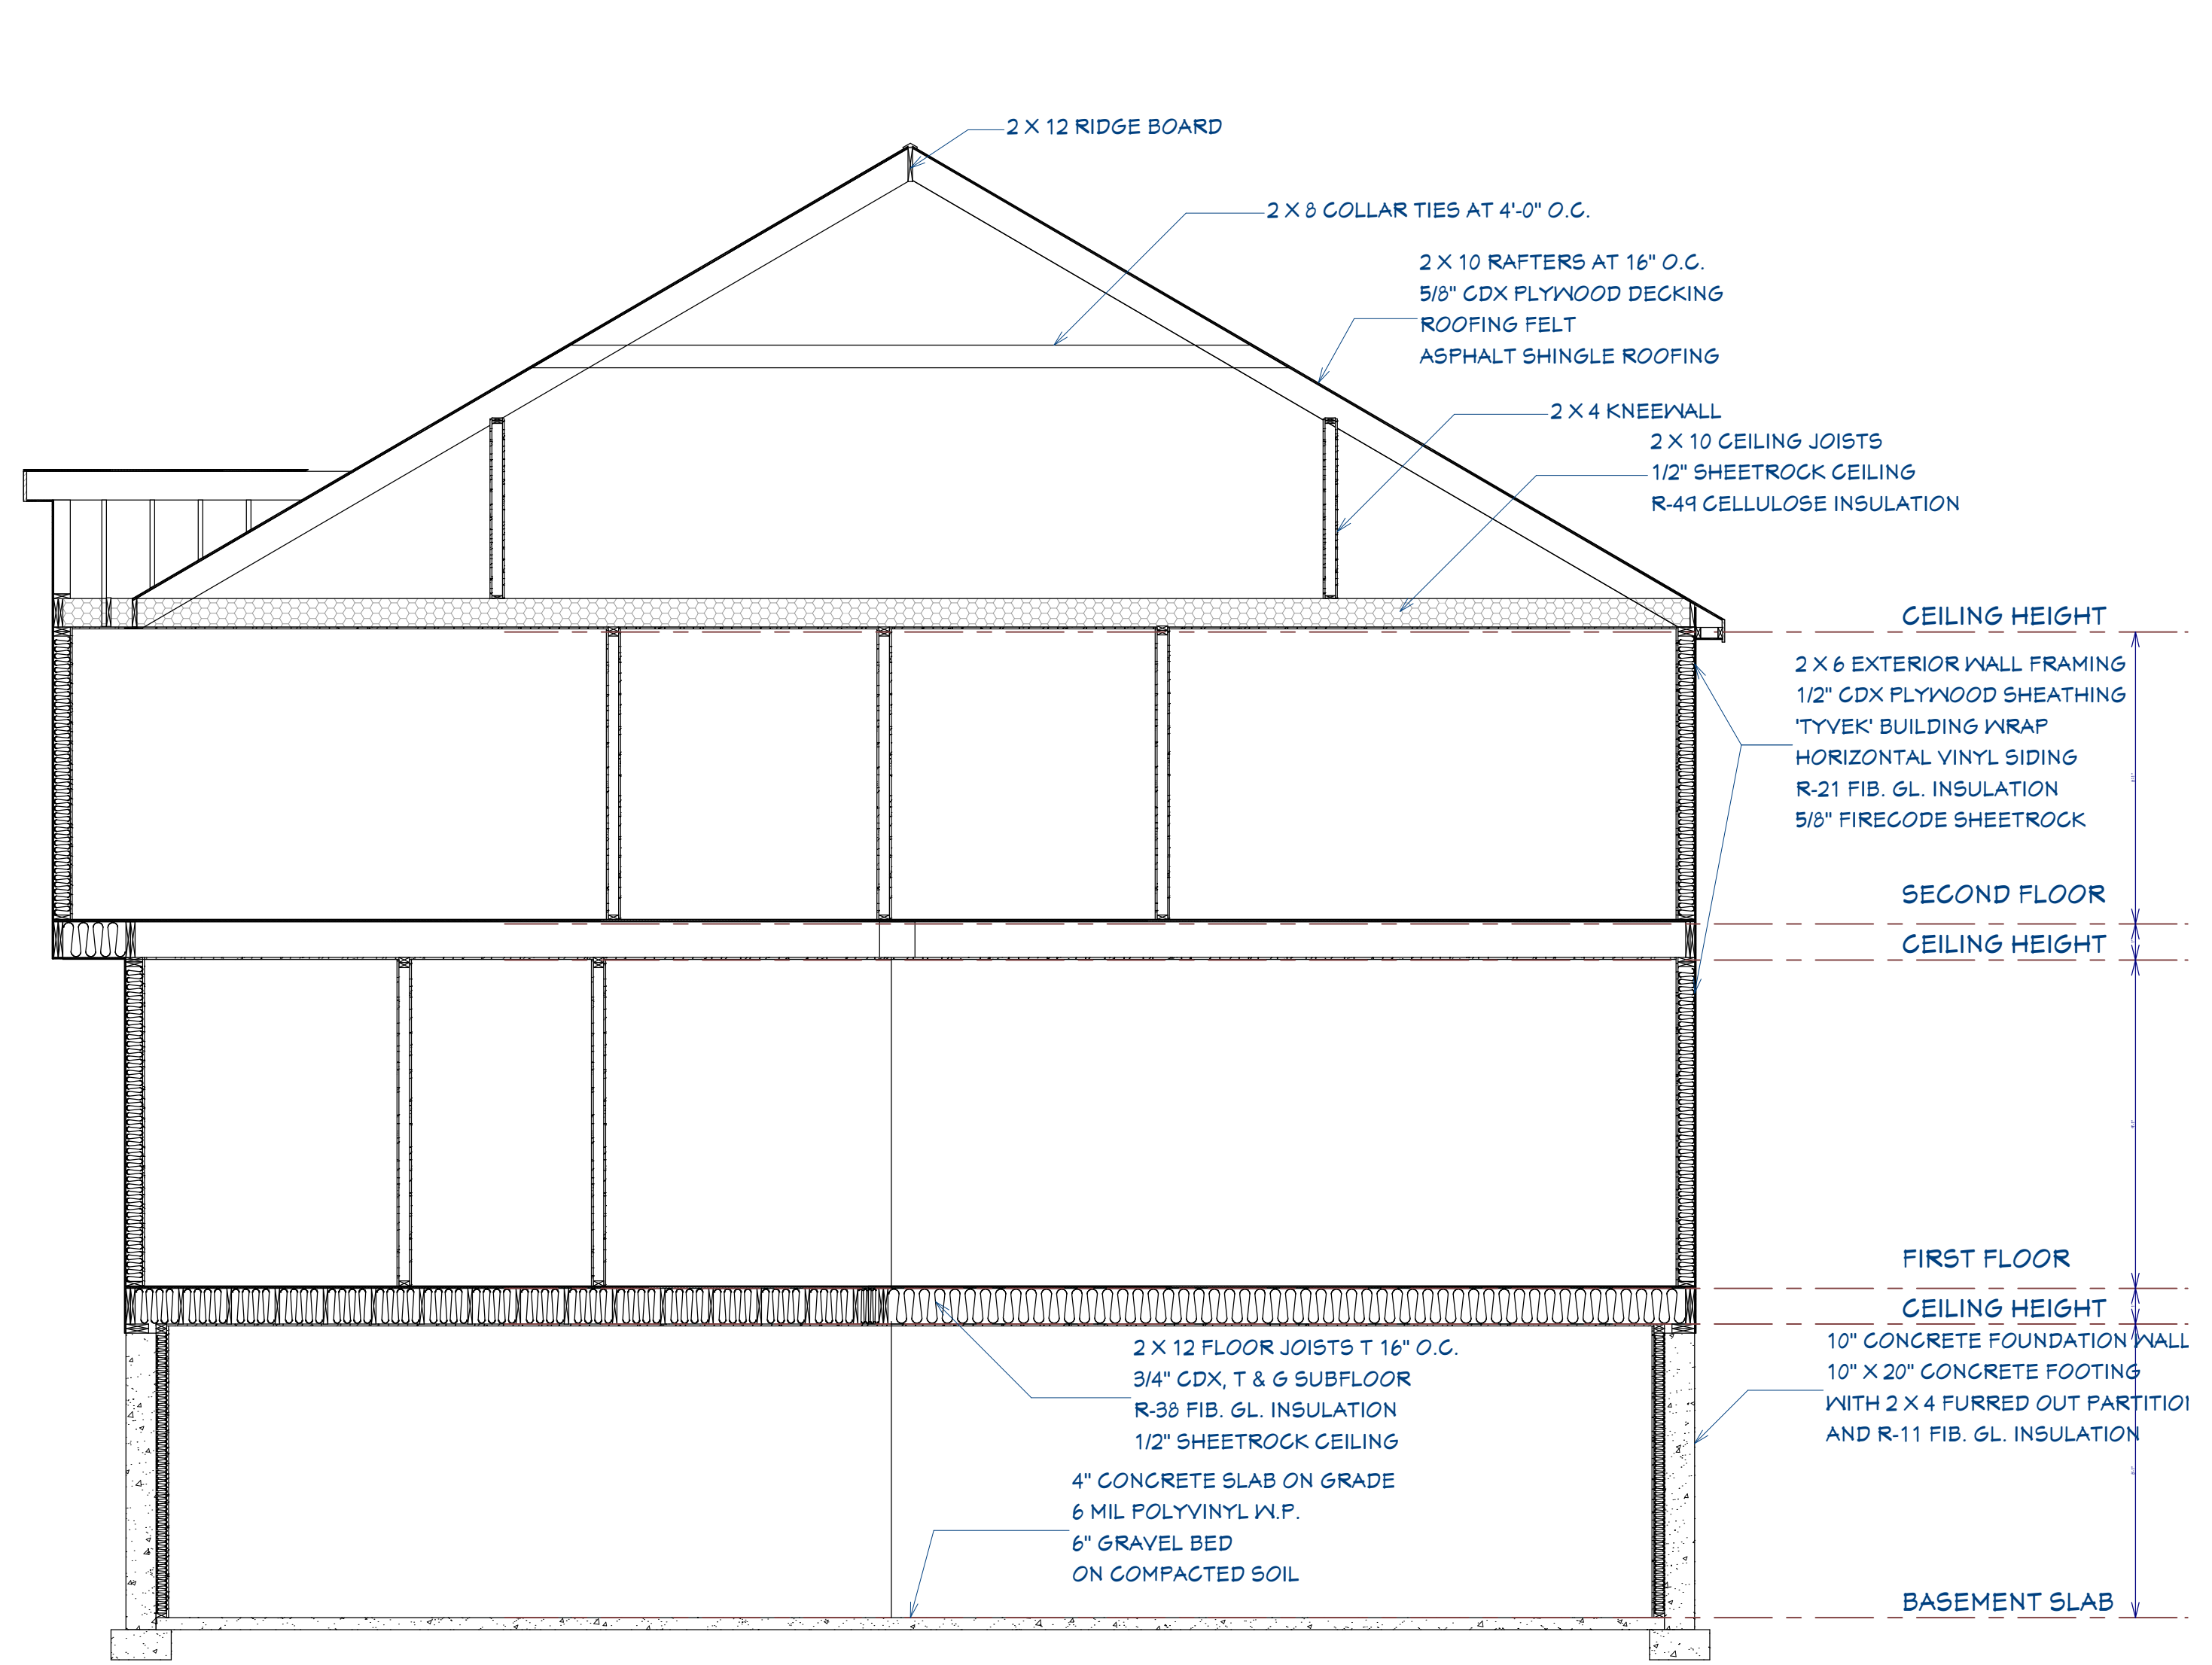 2 X 12 RIDGE BOARD
2 X 8 COLLAR TIES AT 4'-0" O.C.
2 X 10 RAFTERS AT 16" O.C.
5/8" CDX PLYWOOD DECKING
ROOFING FELT
ASPHALT SHINGLE ROOFING
2 X 4 KNEEWALL
2 X 10 CEILING JOISTS
1/2" SHEETROCK CEILING
R-49 CELLULOSE INSULATION
CEILING HEIGHT
2 X 6 EXTERIOR WALL FRAMING
1/2" CDX PLYWOOD SHEATHING
'TYVEK' BUILDING WRAP
HORIZONTAL VINYL SIDING
R-21 FIB. GL. INSULATION
5/8" FIRECODE SHEETROCK
SECOND FLOOR
CEILING HEIGHT
FIRST FLOOR
CEILING HEIGHT
10" CONCRETE FOUNDATION WALL
10" X 20" CONCRETE FOOTING
WITH 2 X 4 FURRED OUT PARTITIO
AND R-11 FIB. GL. INSULATION
2 X 12 FLOOR JOISTS T 16" O.C.
3/4" CDX, T & G SUBFLOOR
R-38 FIB. GL. INSULATION
1/2" SHEETROCK CEILING
4" CONCRETE SLAB ON GRADE
6 MIL POLYVINYL W.P.
6" GRAVEL BED
ON COMPACTED SOIL
BASEMENT SLAB